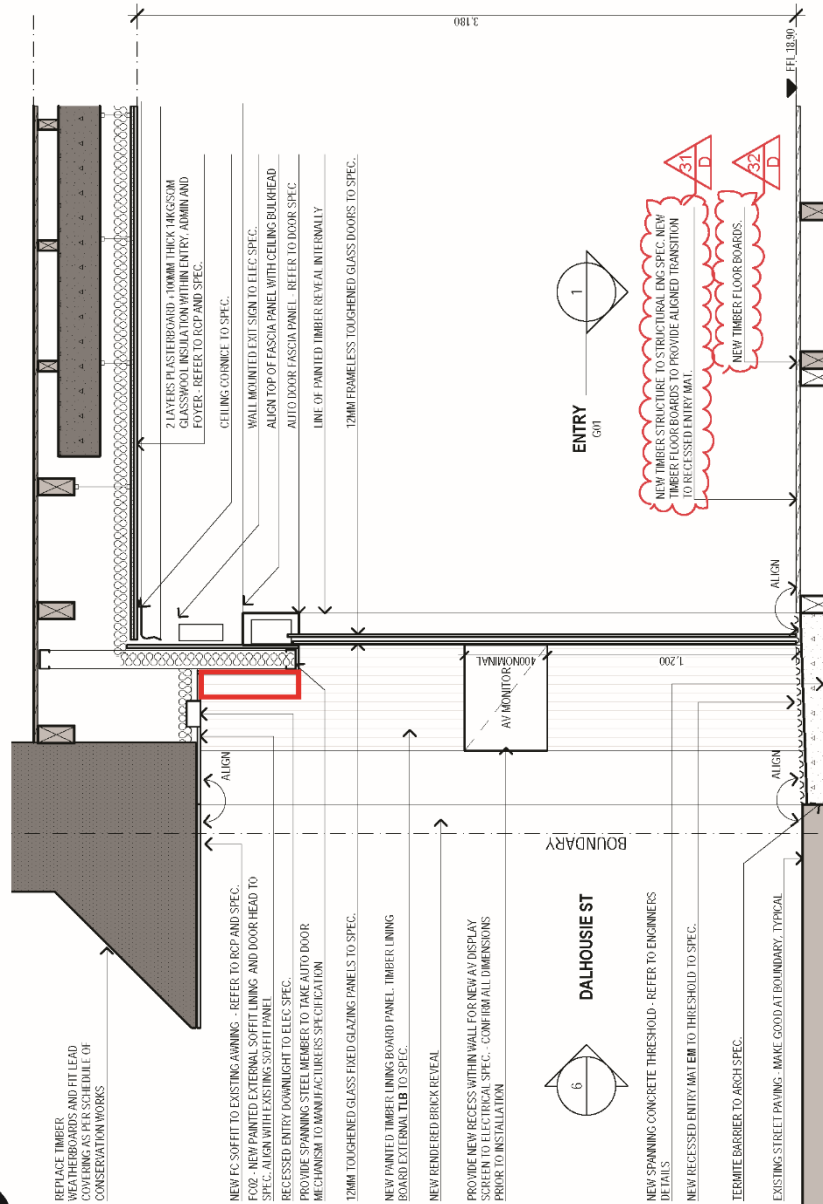 3.180
FFL 18.90
2 LAYERS PLASTERBOARD + 100MM THICK 14KG/SQM
GLASSWOOL INSULATION WITHIN ENTRY, ADMIN AND
FOYER - REFER TO RCP AND SPEC.
CEILING CORNICE TO SPEC.
WALL MOUNTED EXIT SIGN TO ELEC SPEC.
ALIGN TOP OF FASCIA PANEL WITH CEILING BULKHEAD
AUTO DOOR FASCIA PANEL - REFER TO DOOR SPEC
LINE OF PAINTED TIMBER REVEAL INTERNALLY
12MM FRAMELESS TOUGHENED GLASS DOORS TO SPEC.
ENTRY
G01
1
NEW TIMBER STRUCTURE TO STRUCTURAL ENG SPEC. NEW
TIMBER FLOOR BOARDS TO PROVIDE ALIGNED TRANSITION
TO RECESSED ENTRY MAT.
31
D
NEW TIMBER FLOOR BOARDS.
32
D
ALIGN
400NOMINAL
AV MONITOR
1,200
ALIGN
ALIGN
BOUNDARY
REPLACE TIMBER
WEATHERBOARDS AND FIT LEAD
COVERING AS PER SCHEDULE OF
CONSERVATION WORKS
NEW FC SOFFIT TO EXISTING AWNING - REFER TO RCP AND SPEC.
FC02 - NEW PAINTED EXTERNAL SOFFIT LINING AND DOOR HEAD TO
SPEC. ALIGN WITH EXISTING SOFFIT PANEL
RECESSED ENTRY DOWNLIGHT TO ELEC SPEC.
PROVIDE SPANNING STEEL MEMBER TO TAKE AUTO DOOR
MECHANISM TO MANUFACTURERS SPECIFICATION
12MM TOUGHENED GLASS FIXED GLAZING PANELS TO SPEC.
NEW PAINTED TIMBER LINING BOARD PANEL. TIMBER LINING
BOARD EXTERNAL TLB TO SPEC.
NEW RENDERED BRICK REVEAL
PROVIDE NEW RECESS WITHIN WALL FOR NEW AV DISPLAY
SCREEN TO ELECTRICAL SPEC. - CONFIRM ALL DIMENSIONS
PRIOR TO INSTALLATION
DALHOUSIE ST
6
NEW SPANNING CONCRETE THRESHOLD - REFER TO ENGINNERS
DETAILS
NEW RECESSED ENTRY MAT EM TO THRESHOLD TO SPEC.
TERMITE BARRIER TO ARCH SPEC.
EXISTING STREET PAVING - MAKE GOOD AT BOUNDARY, TYPICAL